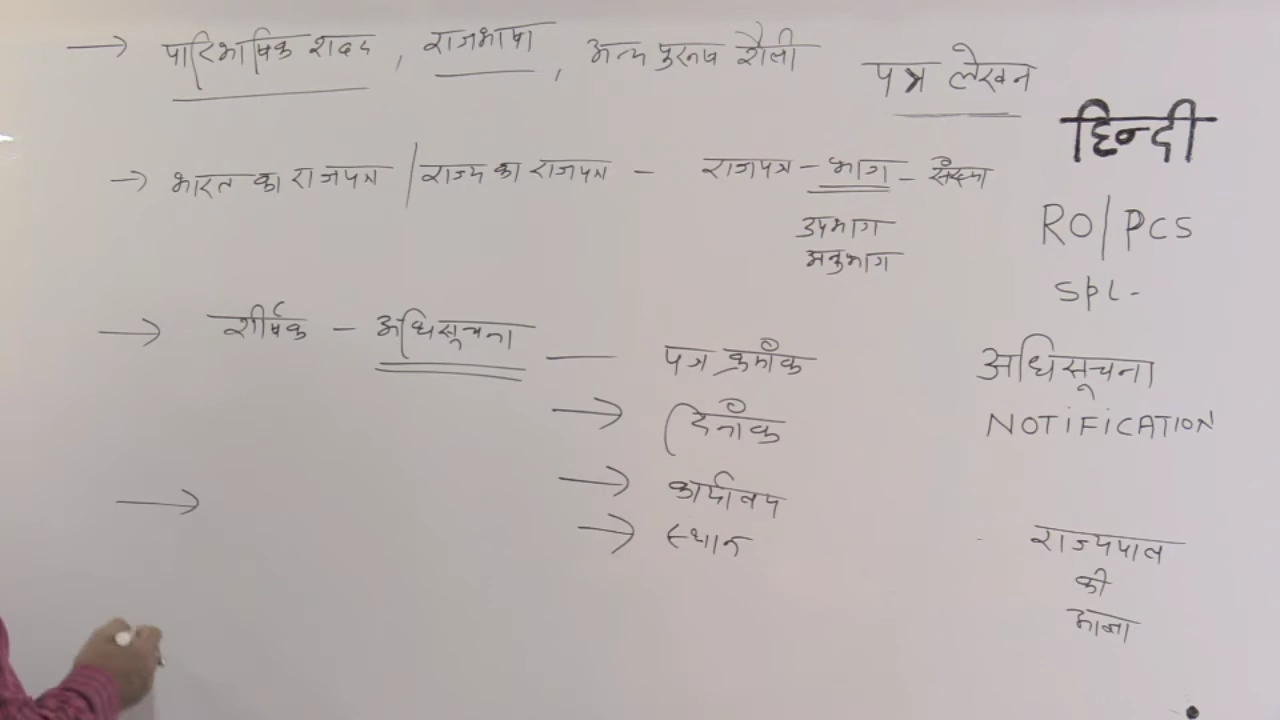 → पारिभाषिक शब्द , राजभाषा , अन्य पुरूष शैली
पत्र लेखन
हिन्दी
→ भारत का राजपत्र / राज्य का राजपत्र – राजपत्र – भाग – संख्या
उपभाग
अनुभाग
RO/PCS
Spl-
→ शीर्षक – अधिसूचना — पत्र क्रमाँक
→ दिनाँक
→ कार्यालय
→ स्थान
अधिसूचना
NOTIFICATION
→
राज्यपाल
की
आज्ञा